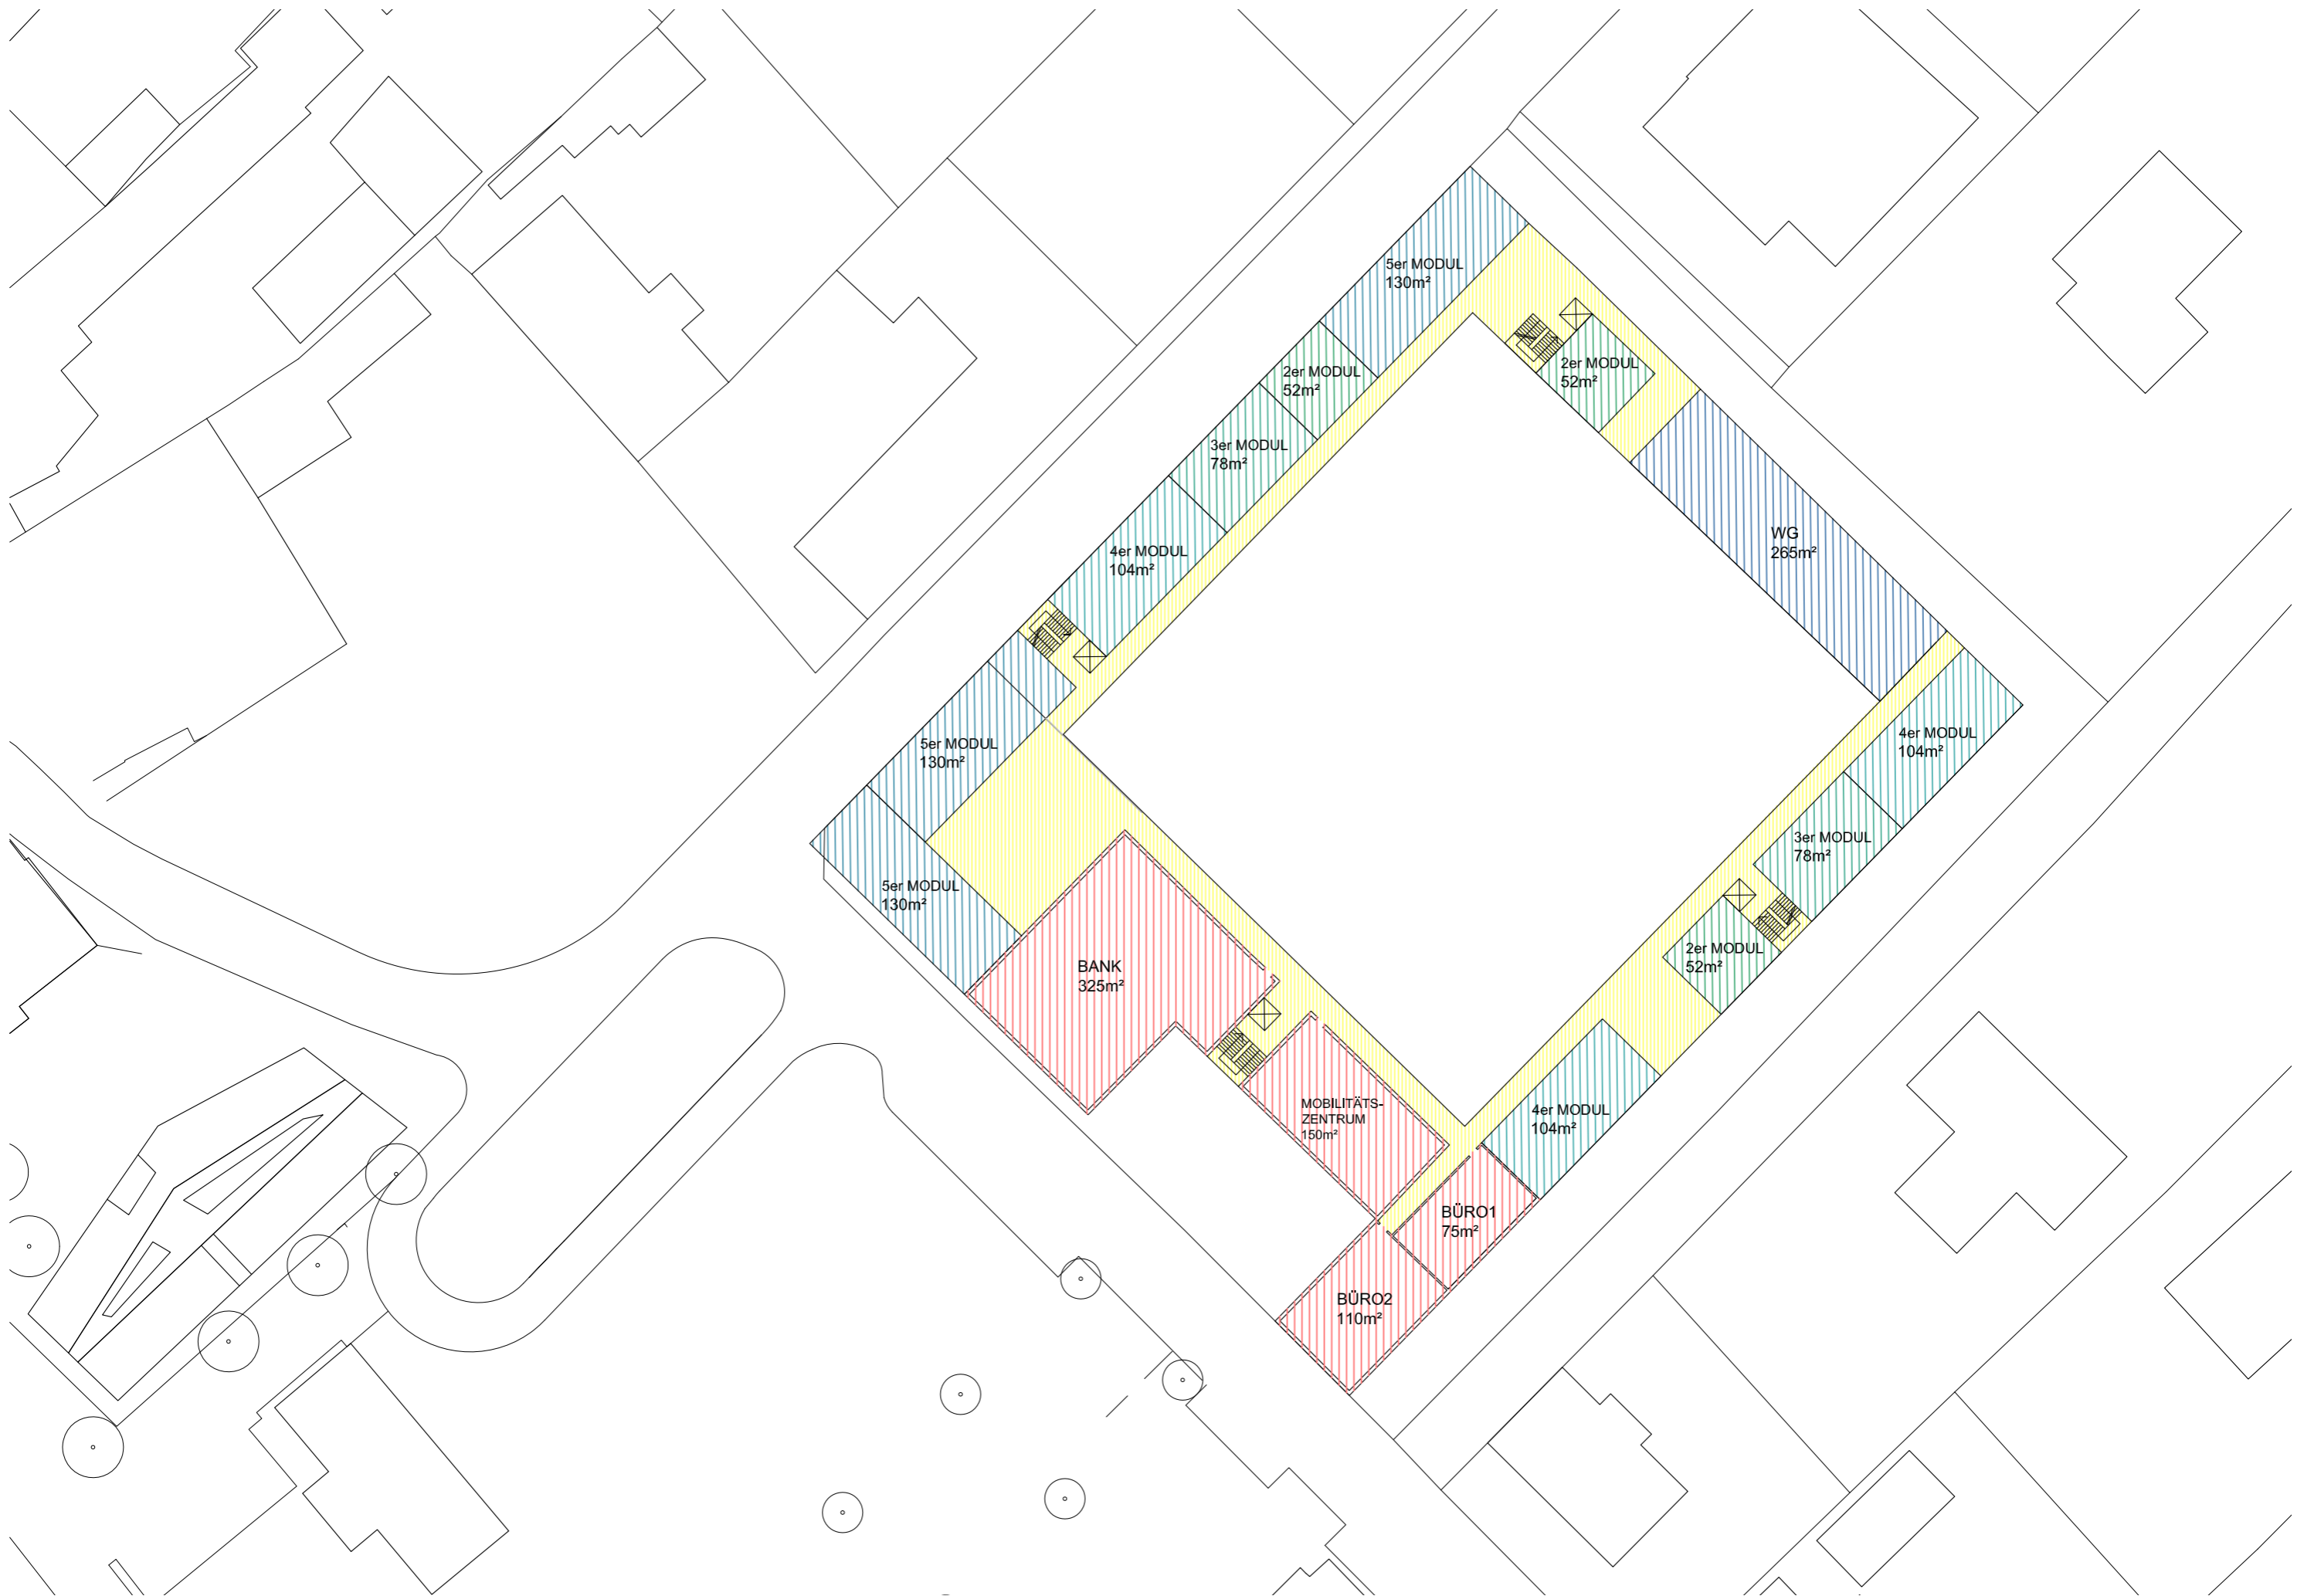 5er MODUL
130m²
2er MODUL
52m²
2er MODUL
52m²
3er MODUL
78m²
4er MODUL
104m²
WG
265m²
5er MODUL
130m²
4er MODUL
104m²
3er MODUL
78m²
5er MODUL
130m²
2er MODUL
52m²
BANK
325m²
MOBILITÄTS-
ZENTRUM
150m²
4er MODUL
104m²
BÜRO1
75m²
BÜRO2
110m²